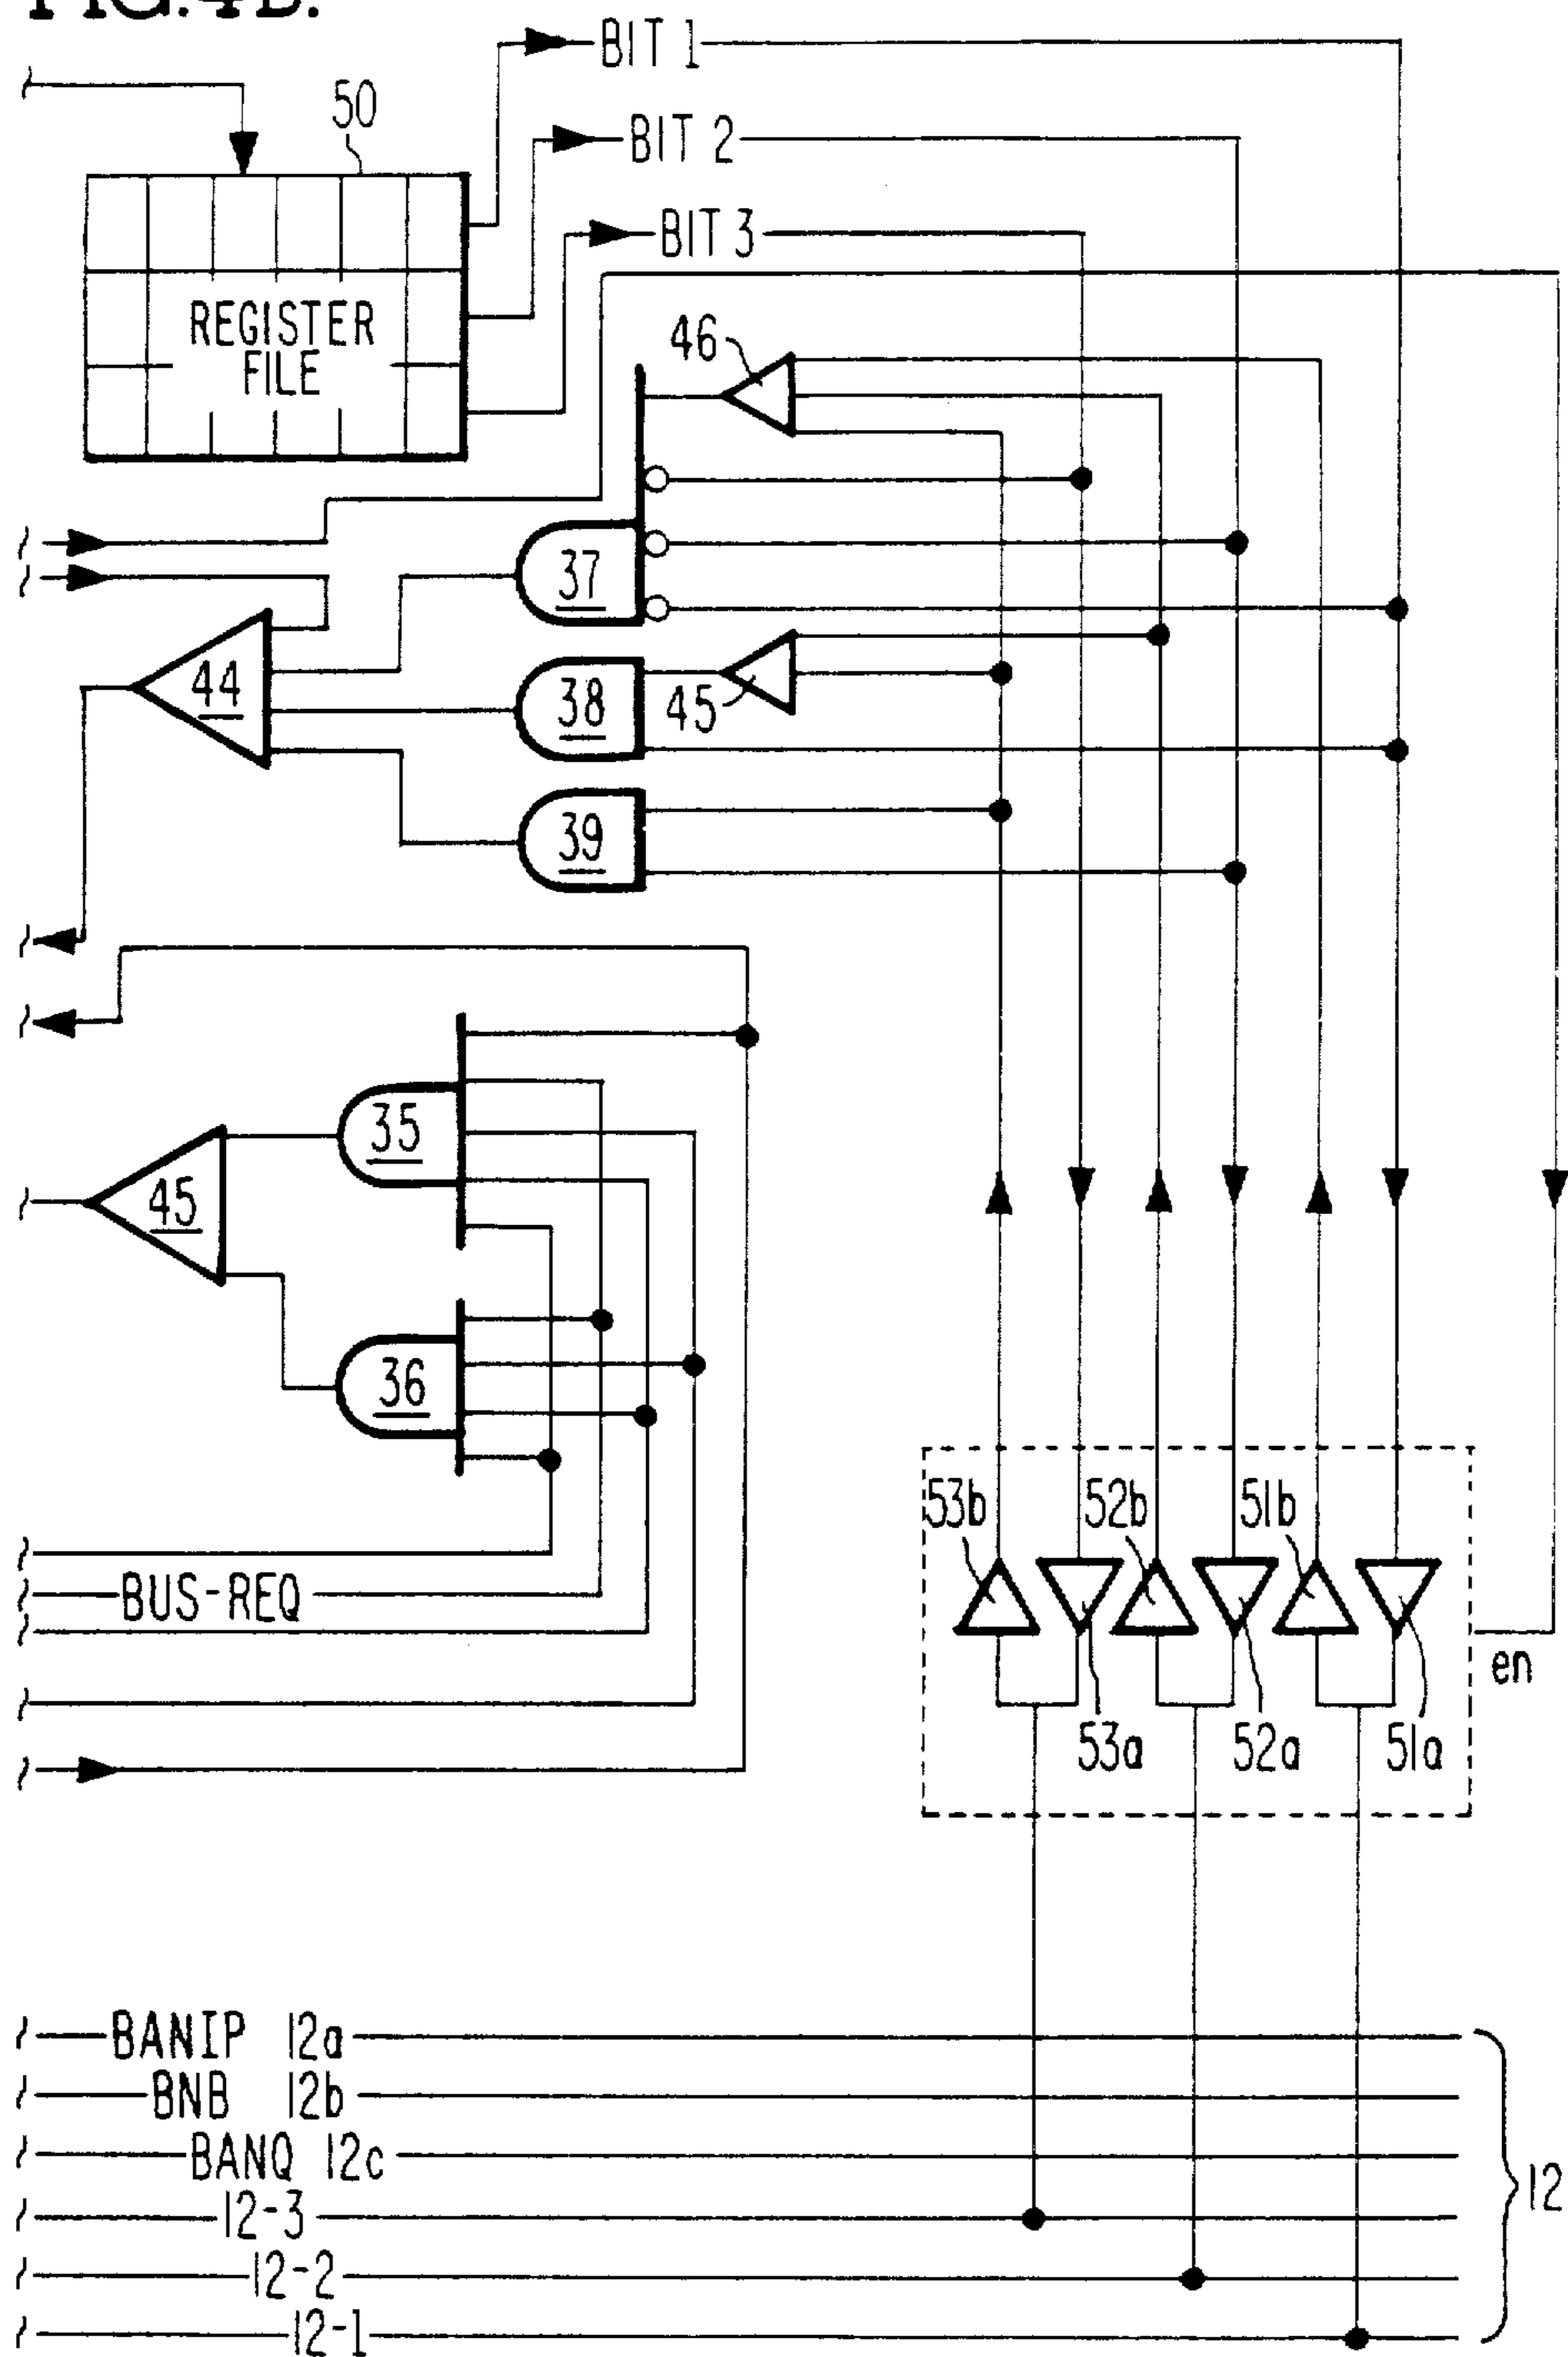 FIG.4B.
BIT 1
50
BIT 2
BIT 3
REGISTER
FILE
46
37
44
38
45
39
35
45
36
53b
52b
51b
BUS-REQ
en
53a
52a
51a
BANIP 12a
BNB 12b
BANQ 12c
12-3
12
12-2
12-1